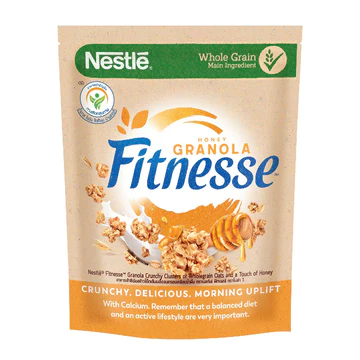 Nestlé®
Whole Grain
Main Ingredient
HONEY
GRANOLA
Fitnesse™
Nestlé® Fitnesse™ Granola Crunchy Clusters of Wholegrain Oats and a Touch of Honey
CRUNCHY. DELICIOUS. MORNING UPLIFT
With Calcium. Remember that a balanced diet
and an active lifestyle are very important.